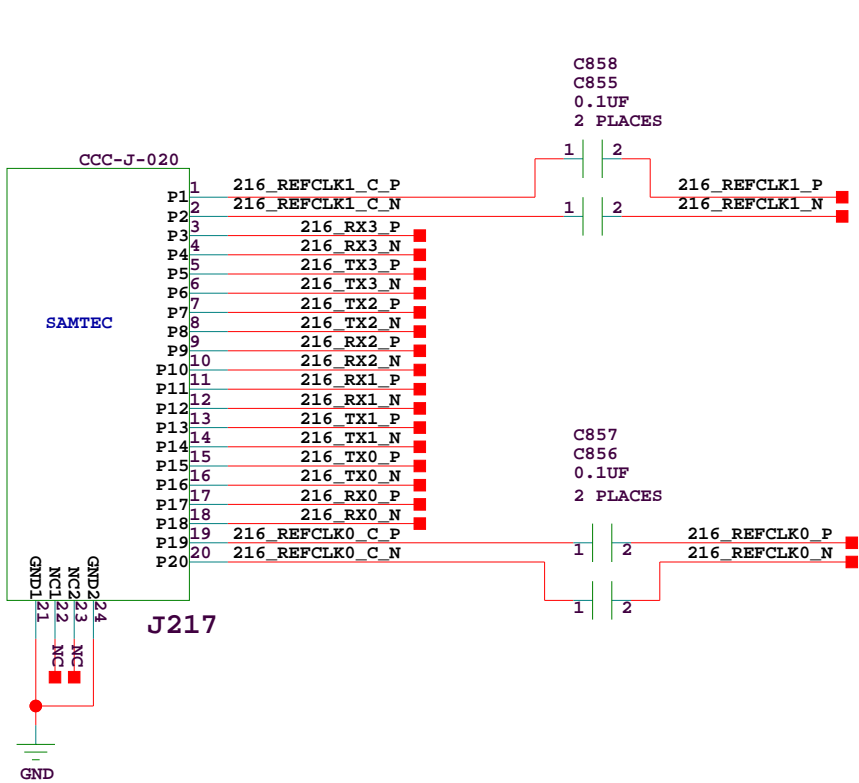 C858
C855
0.1UF
2 PLACES
CCC-J-020
1 2
P1 1 216_REFCLK1_C_P 216_REFCLK1_P
P2 2 216_REFCLK1_C_N 1 2 216_REFCLK1_N
P3 3 216_RX3_P
P4 4 216_RX3_N
P5 5 216_TX3_P
P6 6 216_TX3_N
P7 7 216_TX2_P
SAMTEC
P8 8 216_TX2_N
P9 9 216_RX2_P
P10 10 216_RX2_N
P11 11 216_RX1_P
P12 12 216_RX1_N
P13 13 216_TX1_P
P14 14 216_TX1_N
P15 15 216_TX0_P
P16 16 216_TX0_N
P17 17 216_RX0_P
P18 18 216_RX0_N
C857
C856
0.1UF
2 PLACES
P19 19 216_REFCLK0_C_P 1 2 216_REFCLK0_P
P20 20 216_REFCLK0_C_N 216_REFCLK0_N
1 2
GND1 21
NC1 22 NC
NC2 23 NC
GND2 24
J217
GND